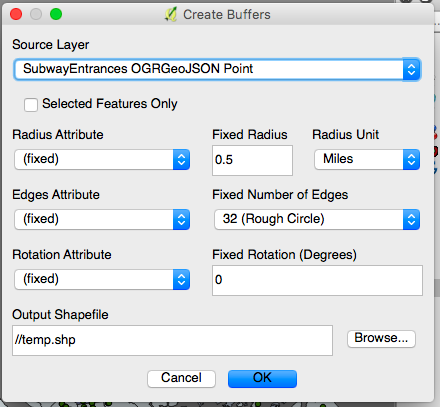 Create Buffers
Source Layer
SubwayEntrances OGRGeoJSON Point
Selected Features Only
Radius Attribute Fixed Radius Radius Unit
(fixed) 0.5 Miles
Edges Attribute Fixed Number of Edges
(fixed) 32 (Rough Circle)
Rotation Attribute Fixed Rotation (Degrees)
(fixed) 0
Output Shapefile
//temp.shp Browse...
Cancel OK